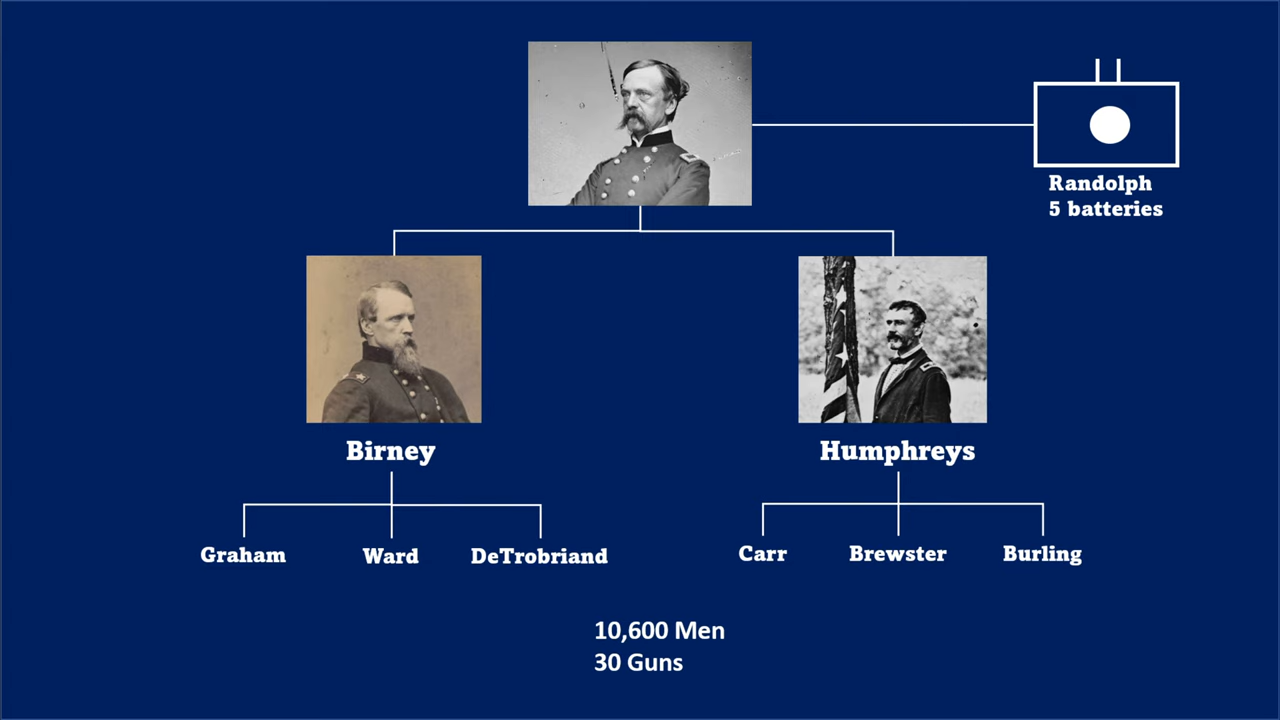 Randolph
5 batteries
Birney
Humphreys
Graham
Ward
DeTrobriand
Carr
Brewster
Burling
10,600 Men
30 Guns